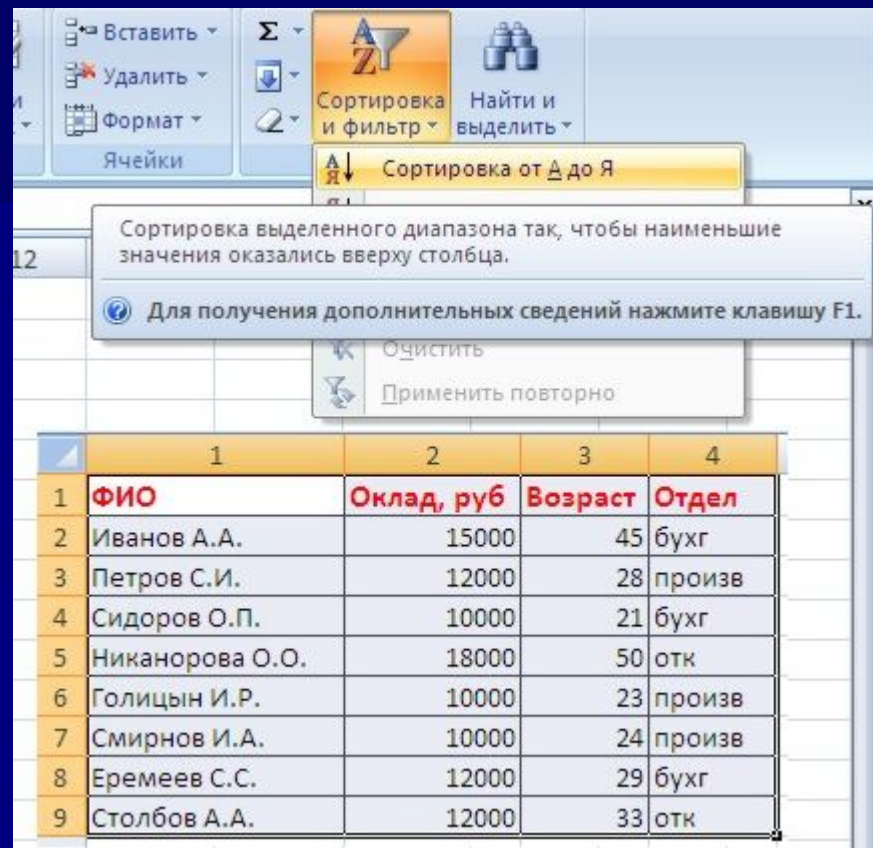 Вставить
Удалить
Формат
Ячейки
Σ
Сортировка и фильтр
Найти и выделить
Сортировка от А до Я
Сортировка выделенного диапазона так, чтобы наименьшие
значения оказались вверху столбца.
Для получения дополнительных сведений нажмите клавишу F1.
Очистить
Применить повторно
12
1 2 3 4
1 ФИО Оклад, руб Возраст Отдел
2 Иванов А.А. 15000 45 бухг
3 Петров С.И. 12000 28 произв
4 Сидоров О.П. 10000 21 бухг
5 Никанорова О.О. 18000 50 отк
6 Голицын И.Р. 10000 23 произв
7 Смирнов И.А. 10000 24 произв
8 Еремеев С.С. 12000 29 бухг
9 Столбов А.А. 12000 33 отк